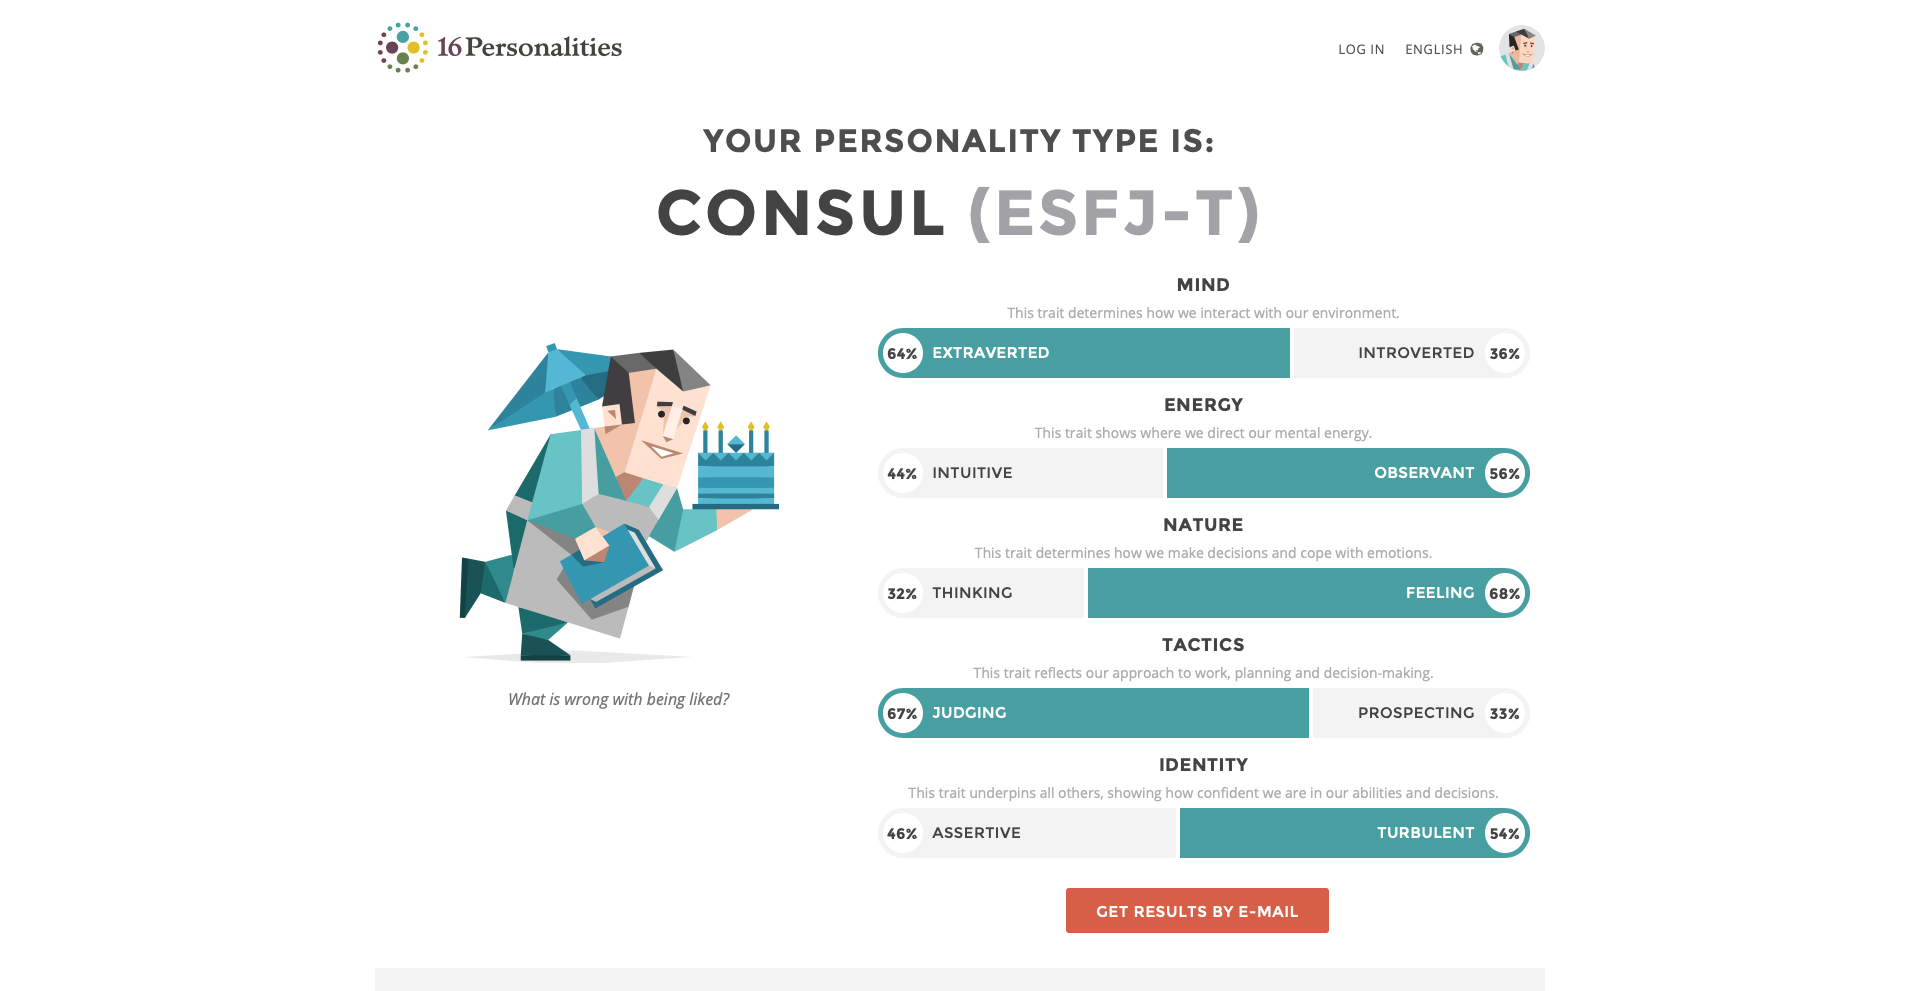 16Personalities
LOG IN ENGLISH
YOUR PERSONALITY TYPE IS:
CONSUL (ESFJ-T)
What is wrong with being liked?
MIND
This trait determines how we interact with our environment.
64% EXTRAVERTED INTROVERTED 36%
ENERGY
This trait shows where we direct our mental energy.
44% INTUITIVE OBSERVANT 56%
NATURE
This trait determines how we make decisions and cope with emotions.
32% THINKING FEELING 68%
TACTICS
This trait reflects our approach to work, planning and decision-making.
67% JUDGING PROSPECTING 33%
IDENTITY
This trait underpins all others, showing how confident we are in our abilities and decisions.
46% ASSERTIVE TURBULENT 54%
GET RESULTS BY E-MAIL